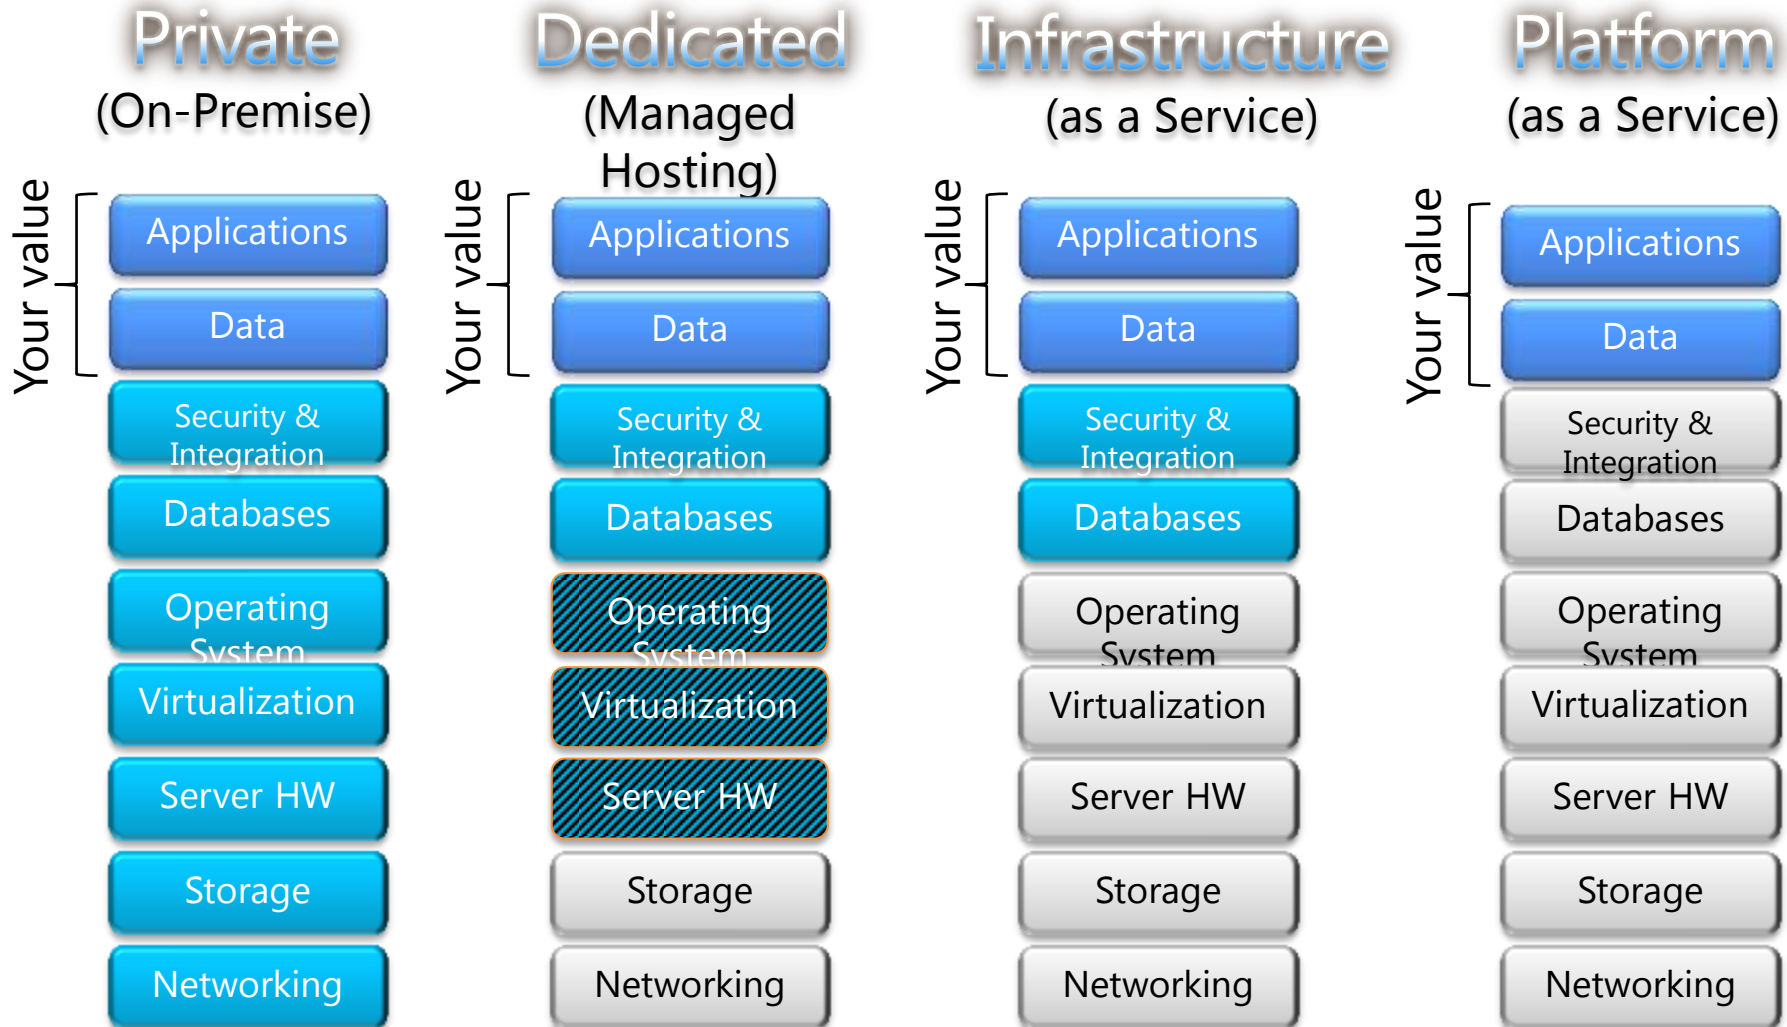 Private
(On-Premise)
Your value
Applications
Data
Security &
Integration
Databases
Operating
System
Virtualization
Server HW
Storage
Networking
Dedicated
(Managed
Hosting)
Your value
Applications
Data
Security &
Integration
Databases
Operating
System
Virtualization
Server HW
Storage
Networking
Infrastructure
(as a Service)
Your value
Applications
Data
Security &
Integration
Databases
Operating
System
Virtualization
Server HW
Storage
Networking
Platform
(as a Service)
Your value
Applications
Data
Security &
Integration
Databases
Operating
System
Virtualization
Server HW
Storage
Networking